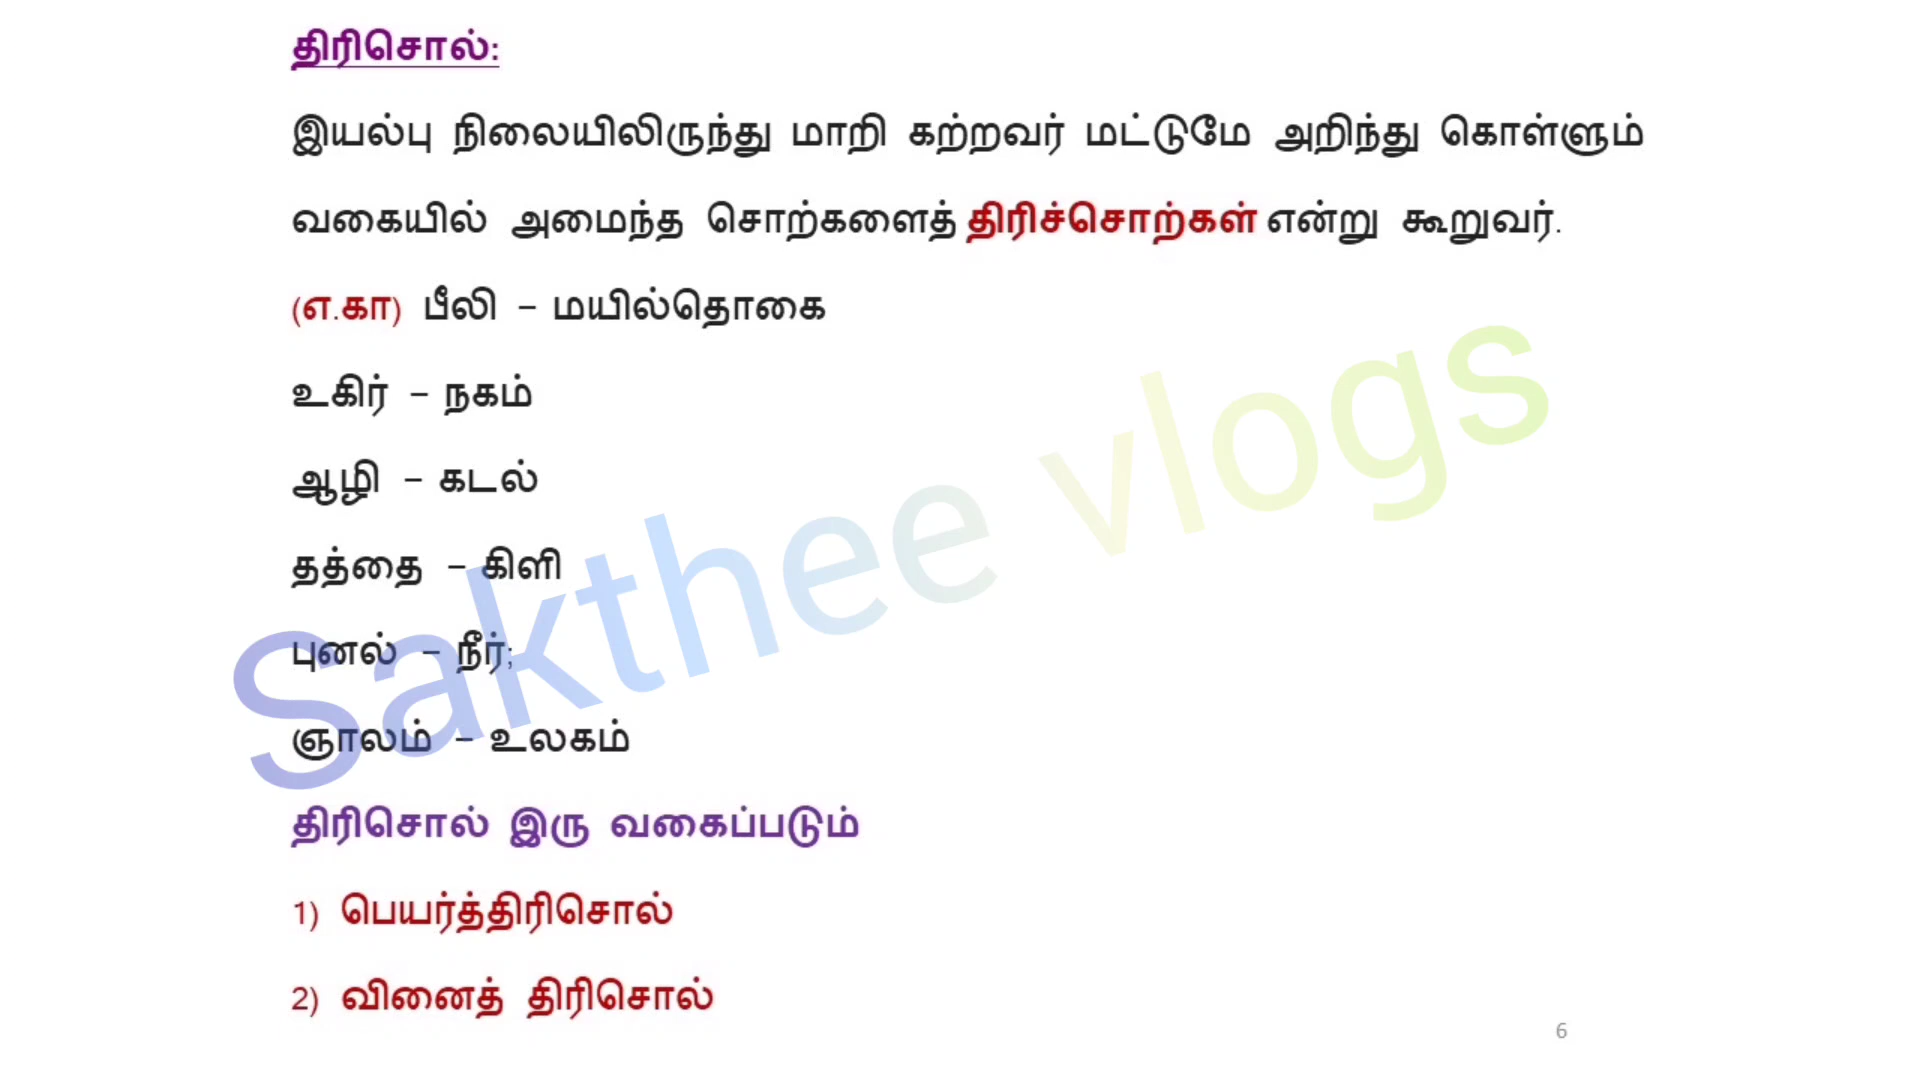 திரிசொல்:
இயல்பு நிலையிலிருந்து மாறி கற்றவர் மட்டுமே அறிந்து கொள்ளும்
வகையில் அமைந்த சொற்களைத் திரிச்சொற்கள் என்று கூறுவர்.
(எ.கா) பீலி – மயில்தொகை
உகிர் – நகம்
ஆழி – கடல்
தத்தை – கிளி
புனல் – நீர்;
ஞாலம் – உலகம்
திரிசொல் இரு வகைப்படும்
1) பெயர்த்திரிசொல்
2) வினைத் திரிசொல்
6
Sakthee vlogs